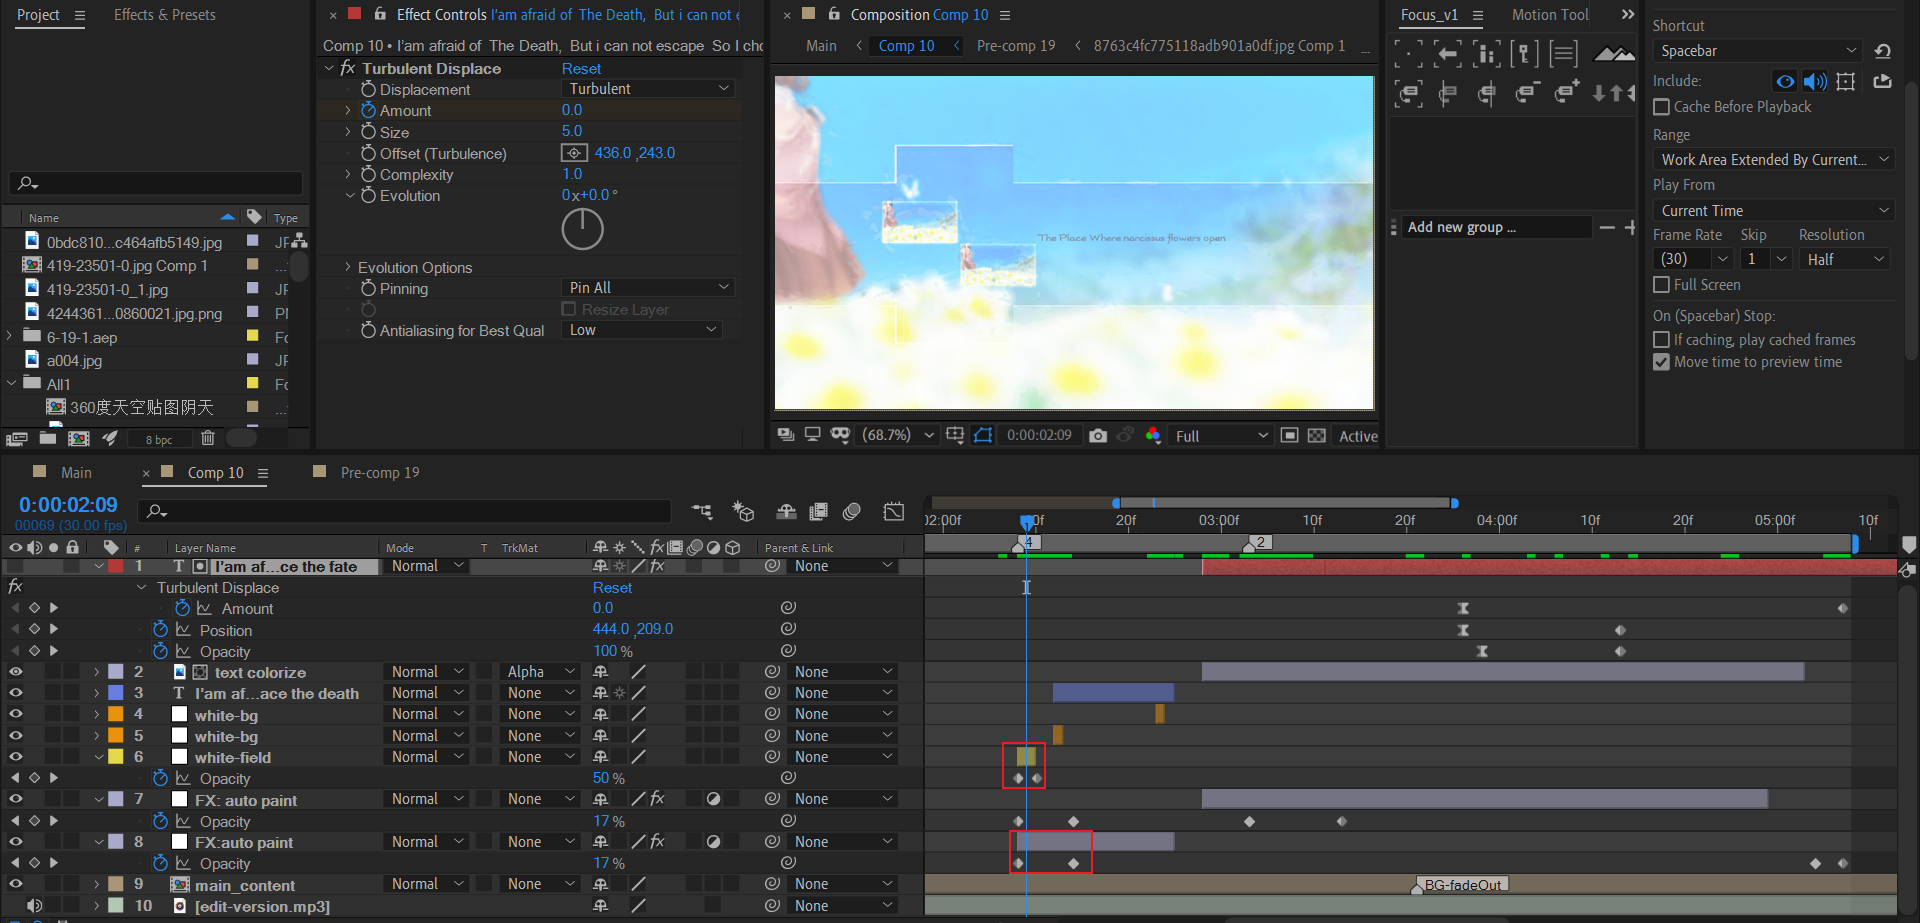 Project
Effects & Presets
Effect Controls I'am afraid of  The Death,  But i can not e
Composition Comp 10
Focus_v1
Motion Tool
Shortcut
Spacebar
Include:
Cache Before Playback
Range
Work Area Extended By Current...
Play From
Current Time
Frame Rate Skip Resolution
(30) 1 Half
Full Screen
On (Spacebar) Stop:
If caching, play cached frames
Move time to preview time
Comp 10 • I'am afraid of  The Death,  But i can not escape  So I cho
Main Comp 10 Pre-comp 19 8763c4fc775118adb901a0df.jpg Comp 1 ...
fx Turbulent Displace Reset
Displacement Turbulent
Amount 0.0
Size 5.0
Offset (Turbulence) 436.0 ,243.0
Complexity 1.0
Evolution 0x+0.0 °
Evolution Options
Pinning Pin All
Resize Layer
Antialiasing for Best Qual Low
The Place Where narcissus flowers open
Add new group ...
Name Type
0bdc810...c464afb5149.jpg JF
419-23501-0.jpg Comp 1 ...
419-23501-0_1.jpg JF
4244361...0860021.jpg.png PN
6-19-1.aep Fo
a004.jpg JF
All1 Fo
360度天空贴图阴天 ...
8 bpc
(68.7%) 0:00:02:09 Full Active
Main Comp 10 Pre-comp 19
0:00:02:09
00069 (30.00 fps)
02:00f 0f 20f 03:00f 10f 20f 04:00f 10f 20f 05:00f 10f
4 2
# Layer Name Mode T TrkMat fx Parent & Link
1 T I'am af...ce the fate Normal fx None
fx Turbulent Displace Reset
Amount 0.0
Position 444.0 ,209.0
Opacity 100 %
2 text colorize Normal Alpha None
3 T I'am af...ace the death Normal None None
4 white-bg Normal None None
5 white-bg Normal None None
6 white-field Normal None None
Opacity 50 %
7 FX: auto paint Normal None fx None
Opacity 17 %
8 FX:auto paint Normal None fx None
Opacity 17 %
9 main_content Normal None None
BG-fadeOut
10 [edit-version.mp3] None